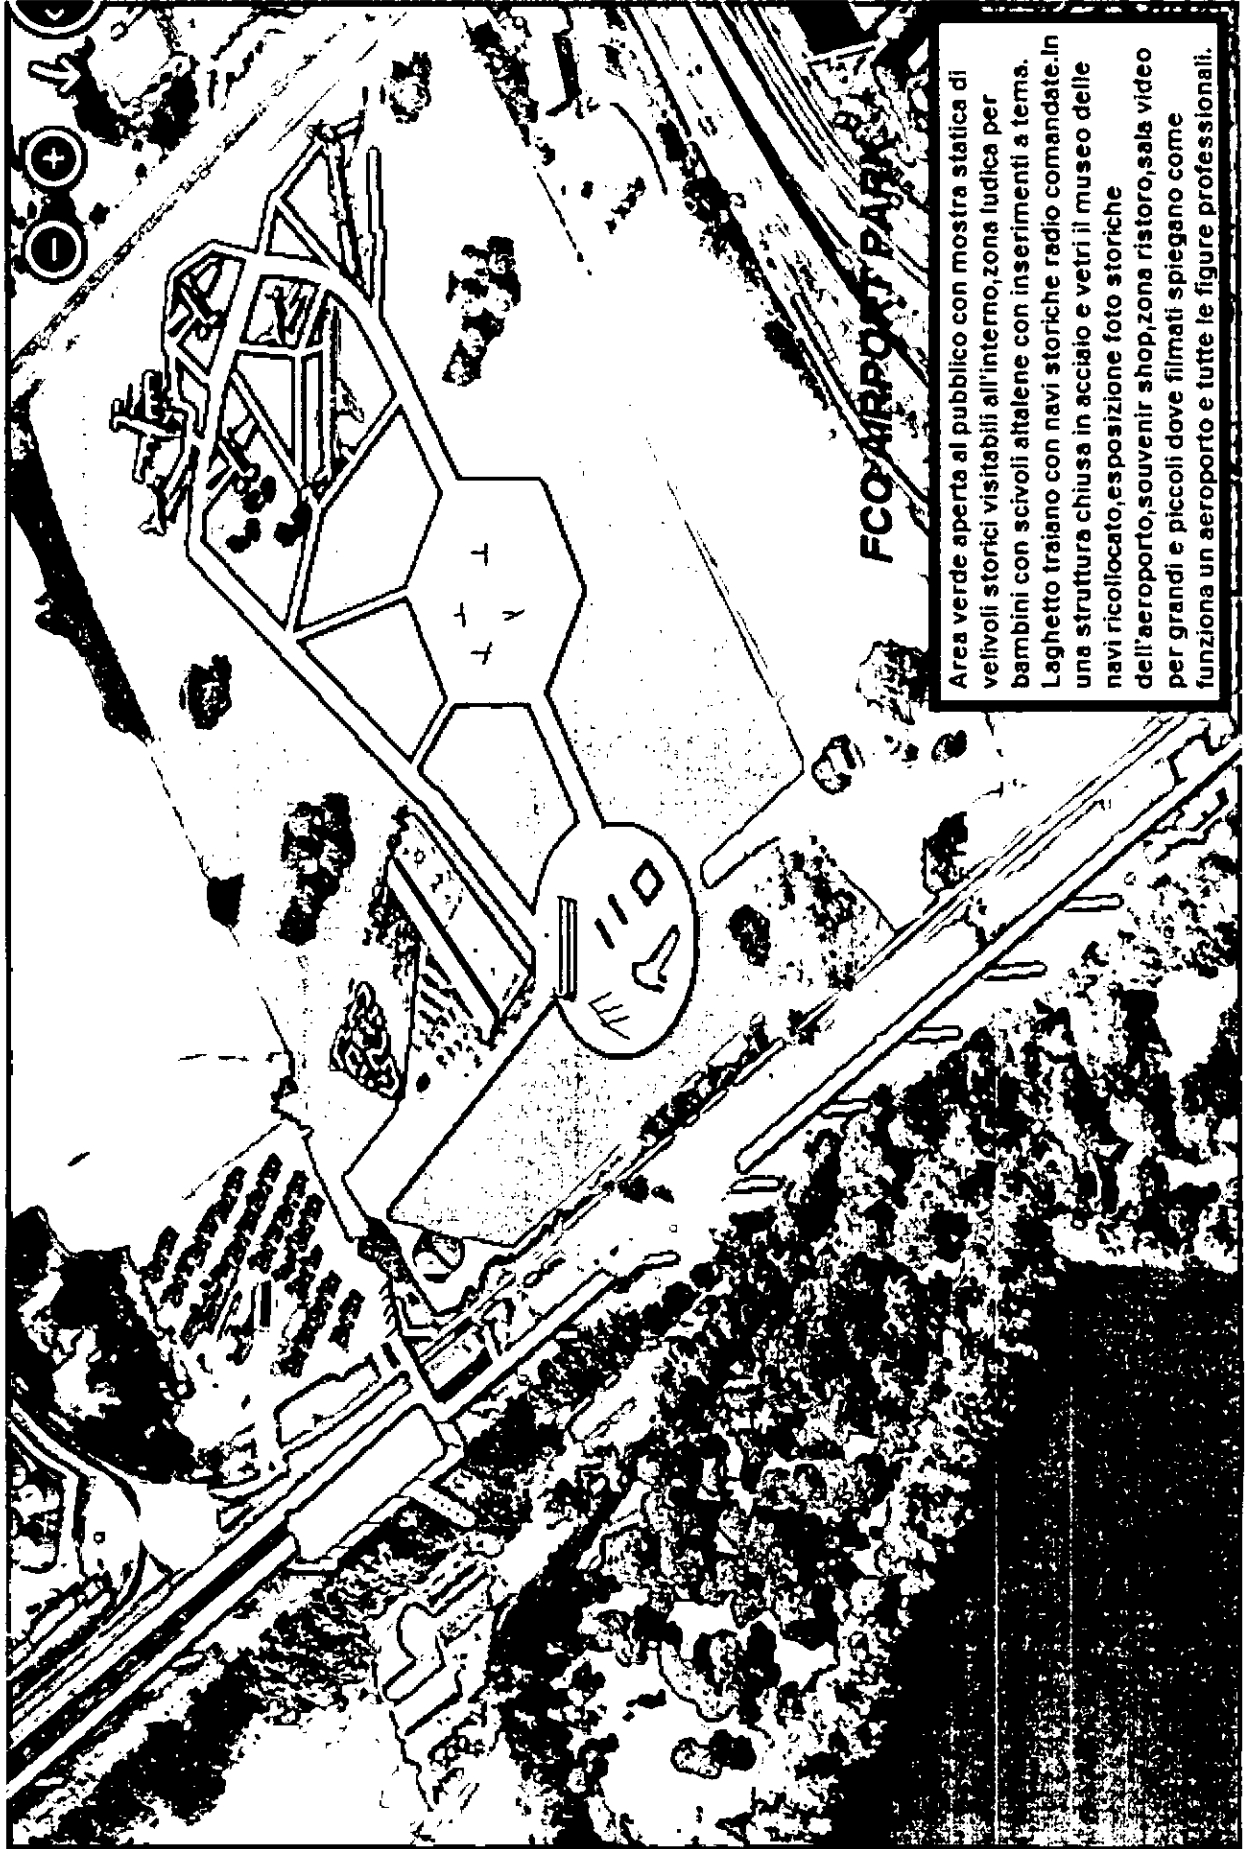 FCO AIRPORT PARK
Area verde aperta al pubblico con mostra statica di
velivoli storici visitabili all'interno,zona ludica per
bambini con scivoli altalene con inserimenti a tema.
Laghetto traiano con navi storiche radio comandate.In
una struttura chiusa in acciaio e vetri il museo delle
navi ricollocato,esposizione foto storiche
dell'aeroporto,souvenir shop,zona ristoro,sala video
per grandi e piccoli dove filmati spiegano come
funziona un aeroporto e tutte le figure professionali.